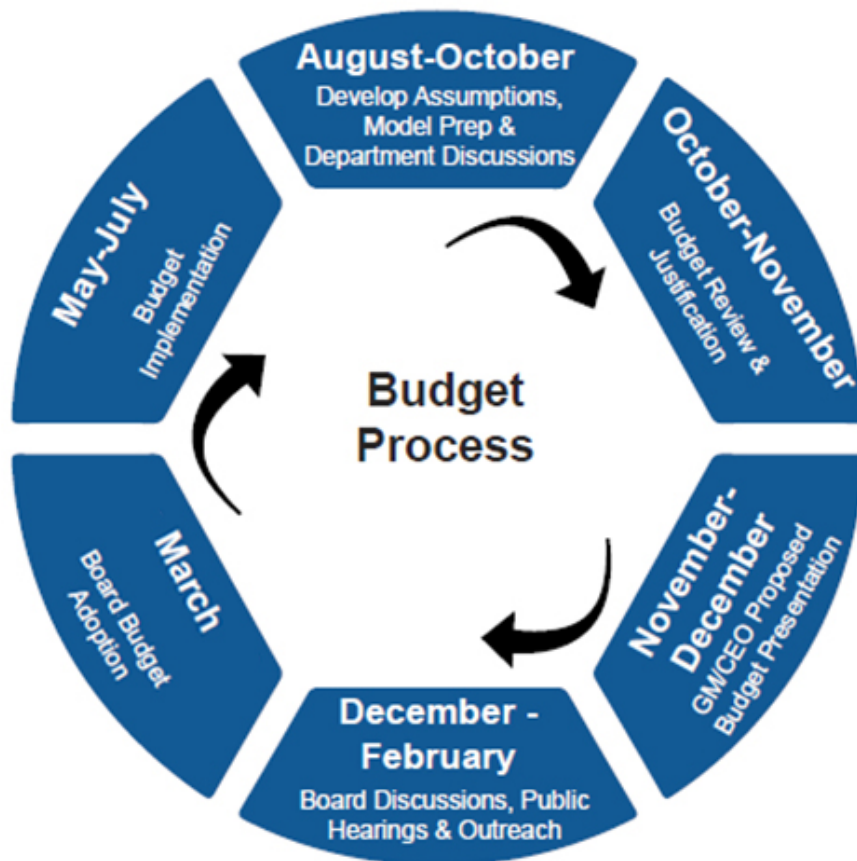 August-October
Develop Assumptions,
Model Prep &
Department Discussions
October-November
Budget Review &
Justification
November-
December
GM/CEO Proposed
Budget Presentation
December -
February
Board Discussions, Public
Hearings & Outreach
March
Board Budget
Adoption
May-July
Budget
Implementation
Budget
Process